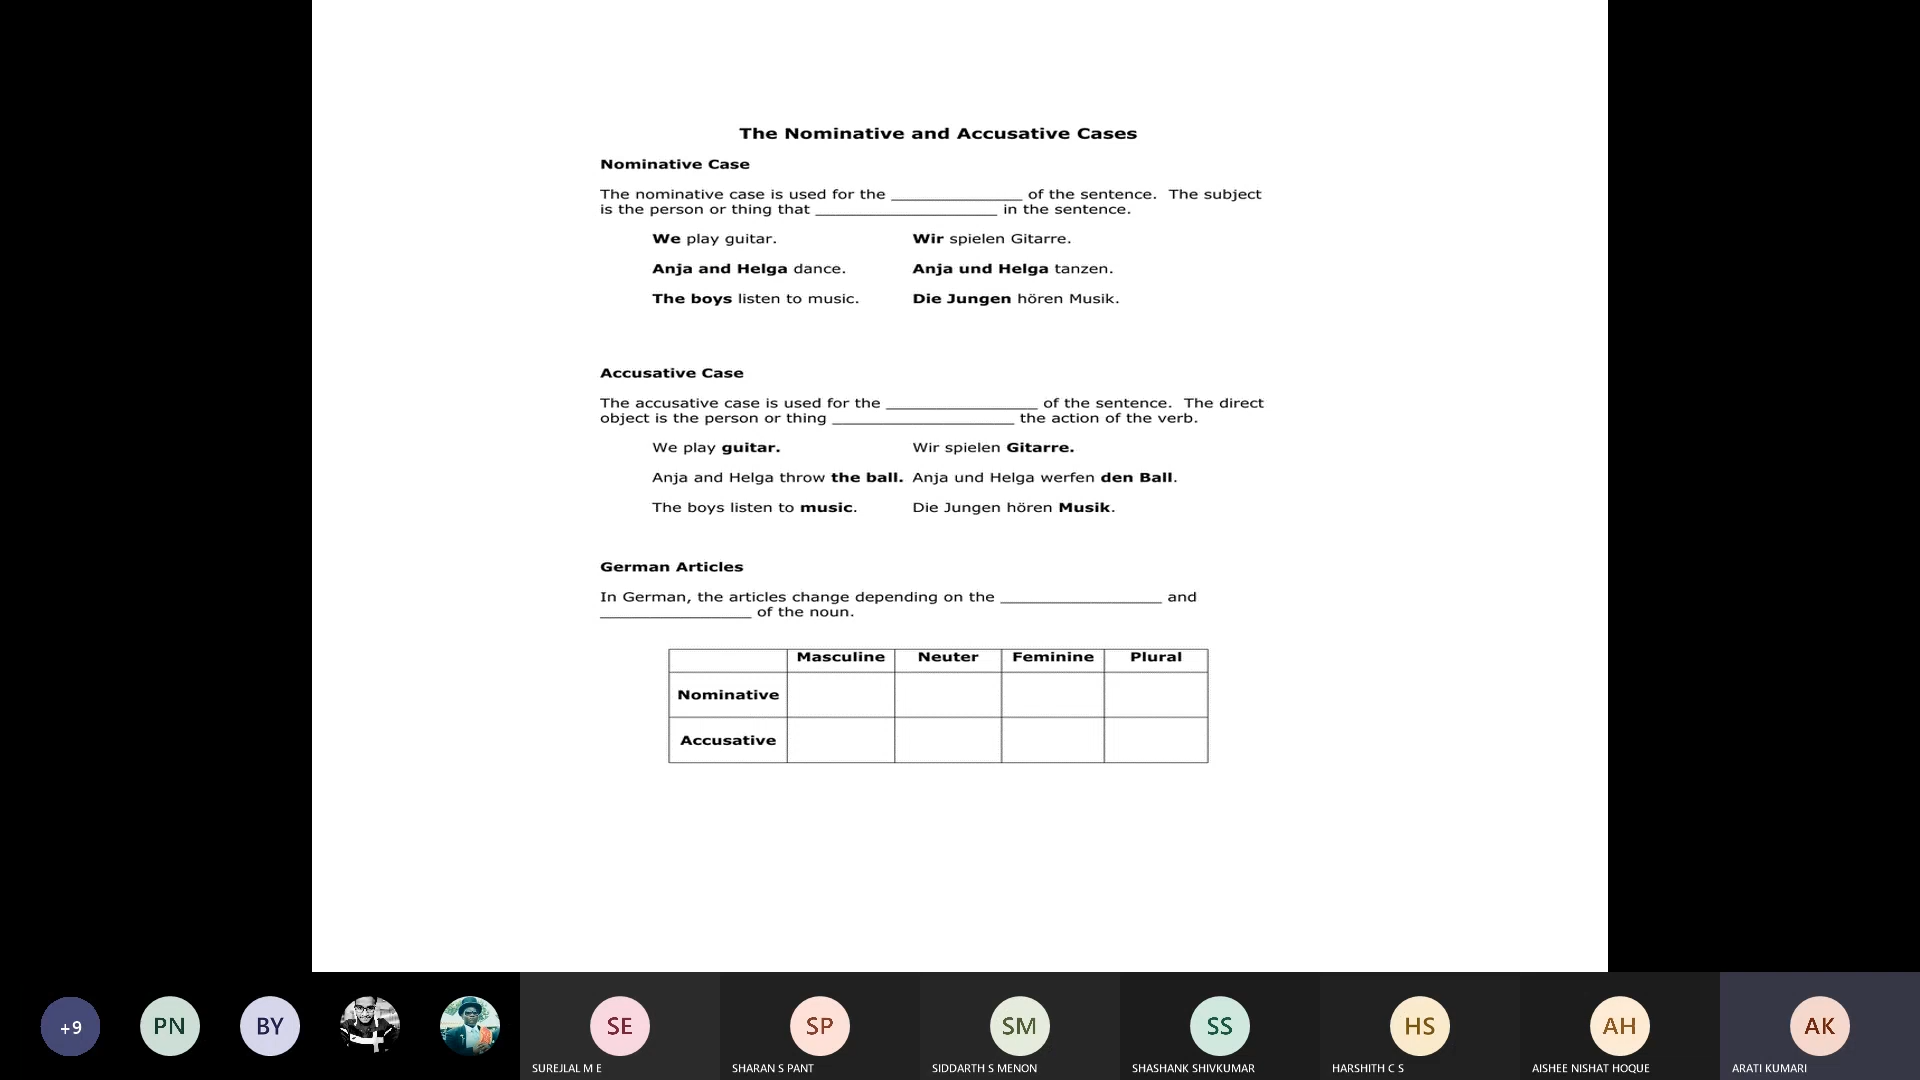 The Nominative and Accusative Cases
Nominative Case
The nominative case is used for the _____________ of the sentence.  The subject
is the person or thing that __________________ in the sentence.
We play guitar. Wir spielen Gitarre.
Anja and Helga dance. Anja und Helga tanzen.
The boys listen to music. Die Jungen hören Musik.
Accusative Case
The accusative case is used for the _______________ of the sentence.  The direct
object is the person or thing __________________ the action of the verb.
We play guitar. Wir spielen Gitarre.
Anja and Helga throw the ball. Anja und Helga werfen den Ball.
The boys listen to music. Die Jungen hören Musik.
German Articles
In German, the articles change depending on the ________________ and
_______________ of the noun.
Masculine Neuter Feminine Plural
Nominative
Accusative
+9 PN BY SE SP SM SS HS AH AK
SUREJLAL M E SHARAN S PANT SIDDARTH S MENON SHASHANK SHIVKUMAR HARSHITH C S AISHEE NISHAT HOQUE ARATI KUMARI